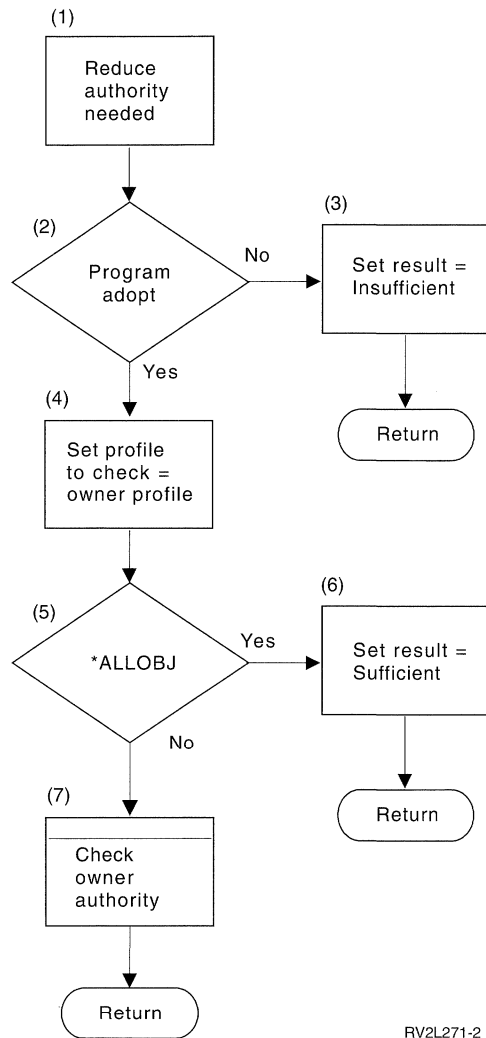 (1)
Reduce
authority
needed
(2)
Program
adopt
No
(3)
Set result =
Insufficient
Return
Yes
(4)
Set profile
to check =
owner profile
(5)
*ALLOBJ
Yes
(6)
Set result =
Sufficient
Return
No
(7)
Check
owner
authority
Return
RV2L271-2